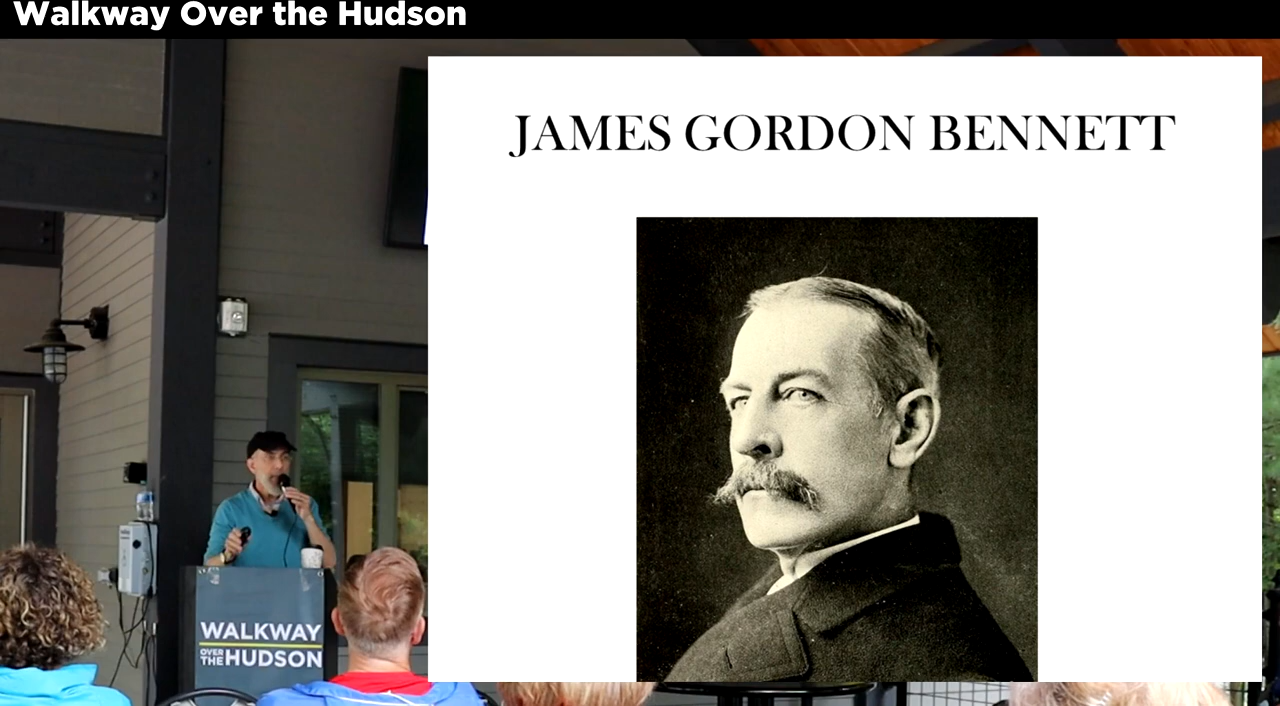 Walkway Over the Hudson
JAMES GORDON BENNETT
WALKWAY
OVER THE HUDSON